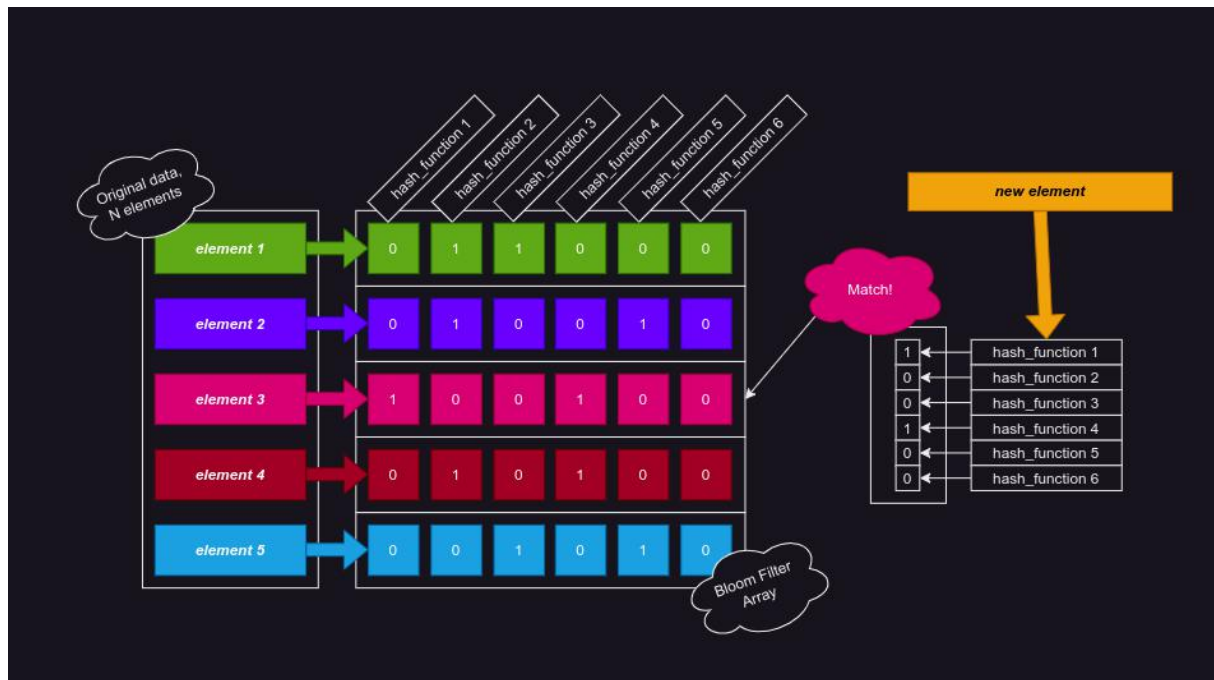 hash_function 1
hash_function 2
hash_function 3
hash_function 4
hash_function 5
hash_function 6
Original data,
N elements
element 1
0 1 1 0 0 0
element 2
0 1 0 0 1 0
element 3
1 0 0 1 0 0
element 4
0 1 0 1 0 0
element 5
0 0 1 0 1 0
Bloom Filter
Array
new element
Match!
1 hash_function 1
0 hash_function 2
0 hash_function 3
1 hash_function 4
0 hash_function 5
0 hash_function 6